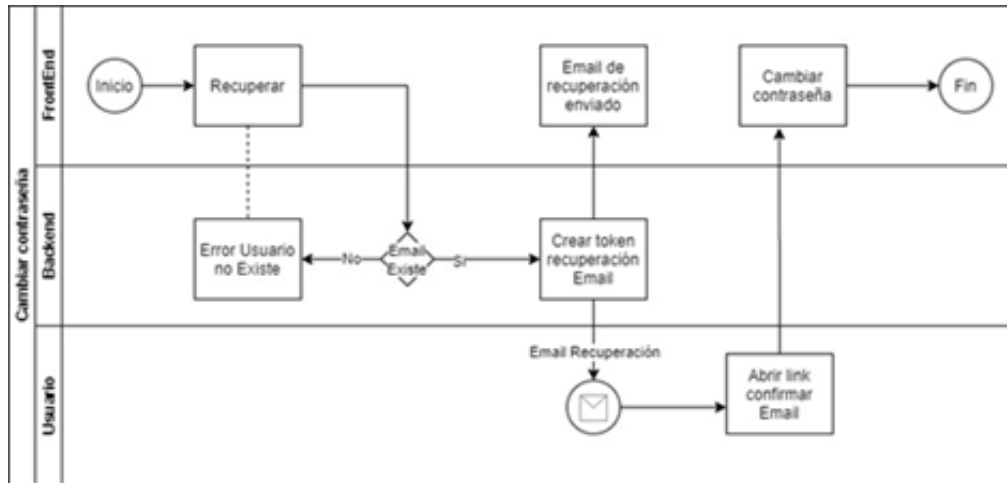 Cambiar contraseña
FrontEnd
Inicio
Recuperar
Email de
recuperación
enviado
Cambiar
contraseña
Fin
Backend
Error Usuario
no Existe
No
Email
Existe
Si
Crear token
recuperación
Email
Usuario
Email Recuperación
Abrir link
confirmar
Email